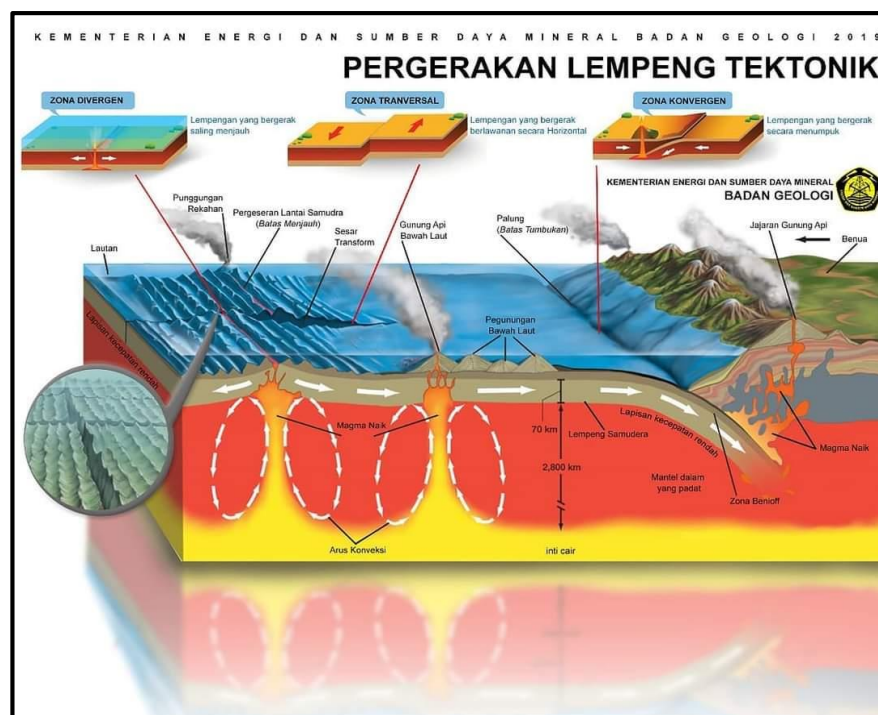 KEMENTERIAN ENERGI DAN SUMBER DAYA MINERAL BADAN GEOLOGI 2019
PERGERAKAN LEMPENG TEKTONIK
ZONA DIVERGEN
Lempengan yang bergerak
saling menjauh
ZONA TRANVERSAL
Lempengan yang bergerak
berlawanan secara Horizontal
ZONA KONVERGEN
Lempengan yang bergerak
secara menumpuk
KEMENTERIAN ENERGI DAN SUMBER DAYA MINERAL
BADAN GEOLOGI
Punggungan
Rekahan
Pergeseran Lantai Samudra
(Batas Menjauh)
Sesar
Transform
Gunung Api
Bawah Laut
Palung
(Batas Tumbukan)
Jajaran Gunung Api
Benua
Lautan
Pegunungan
Bawah Laut
Lapisan kecepatan rendah
Magma Naik
70 km
Lempeng Samudera
Lapisan kecepatan rendah
Magma Naik
2,800 km
Mantel dalam
yang padat
Zona Benioff
Arus Konveksi
inti cair